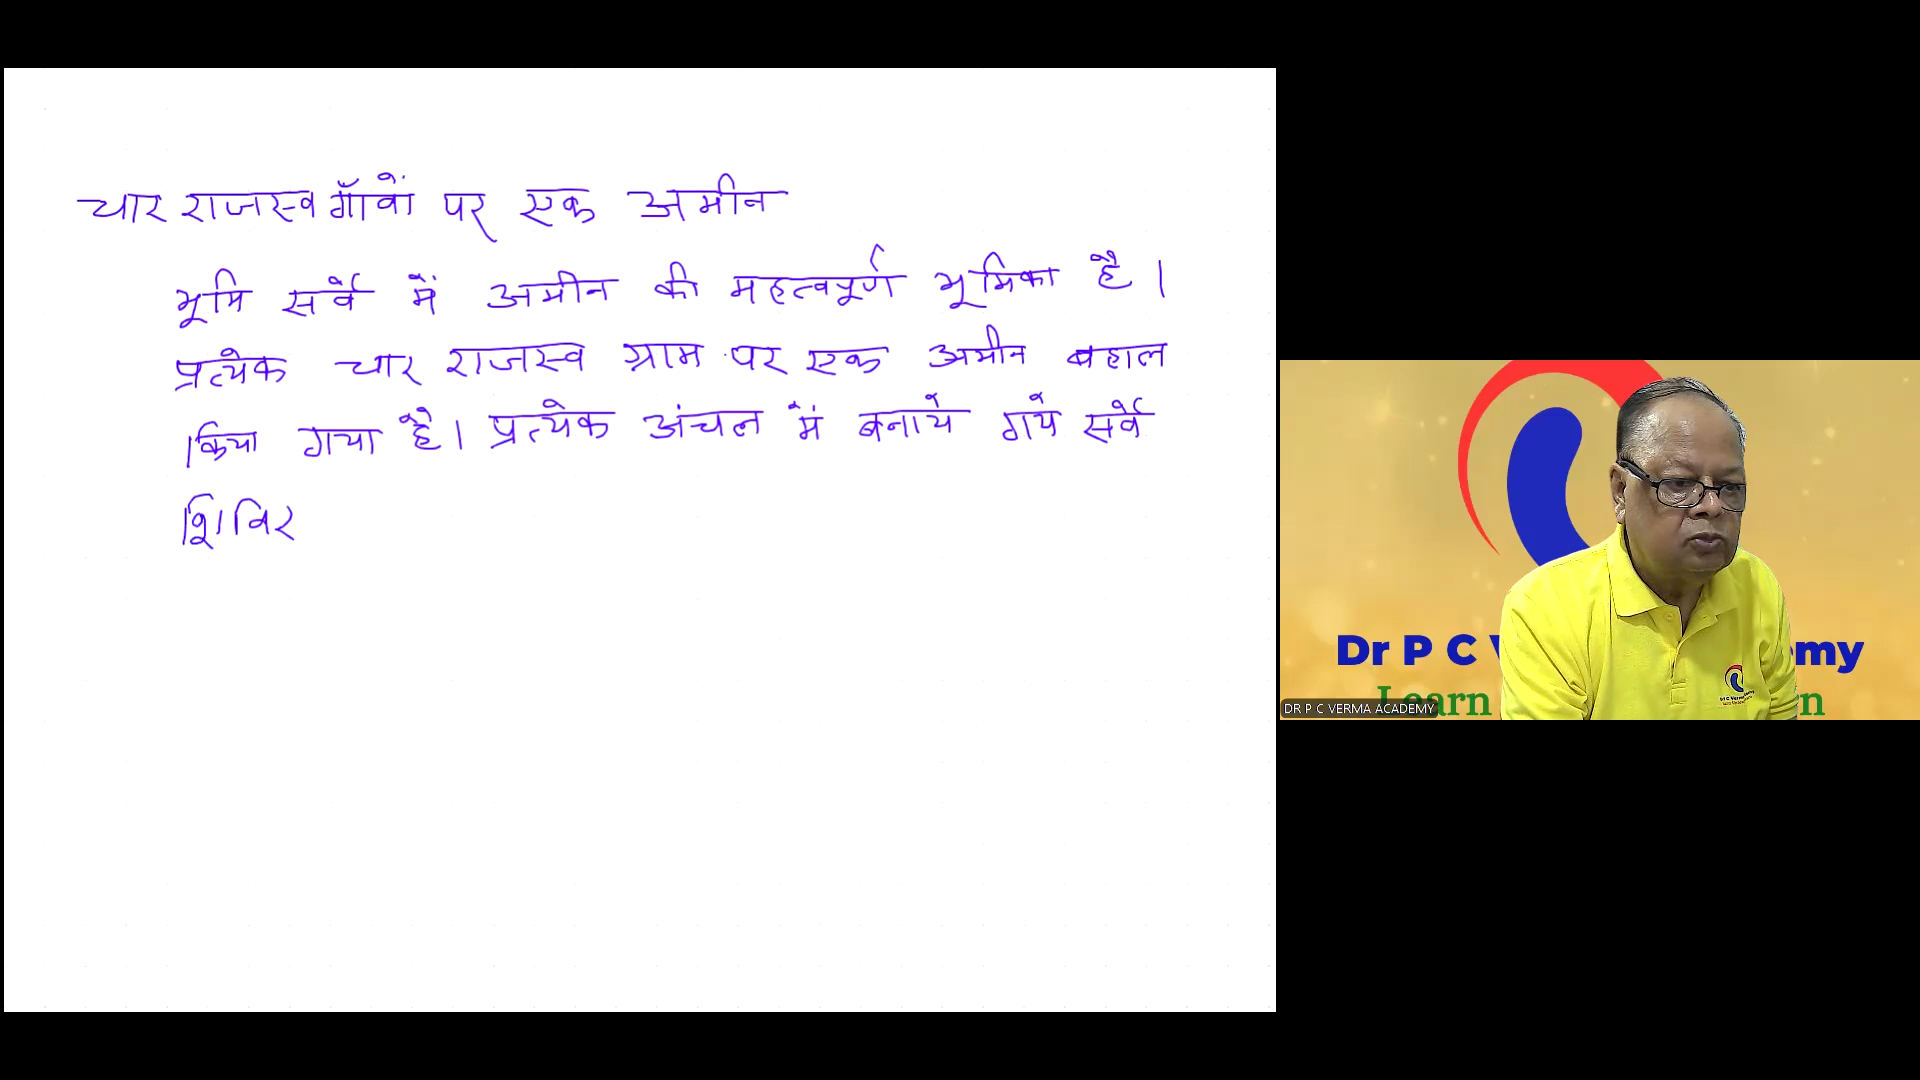 चार राजस्व गाँवों पर एक अमीन
भूमि सर्वे में अमीन की महत्वपूर्ण भूमिका है।
प्रत्येक चार राजस्व ग्राम पर एक अमीन बहाल
किया गया है। प्रत्येक अंचल में बनाये गये सर्वे
शिविर
Dr P C V my
Learn n
DR P C VERMA ACADEMY